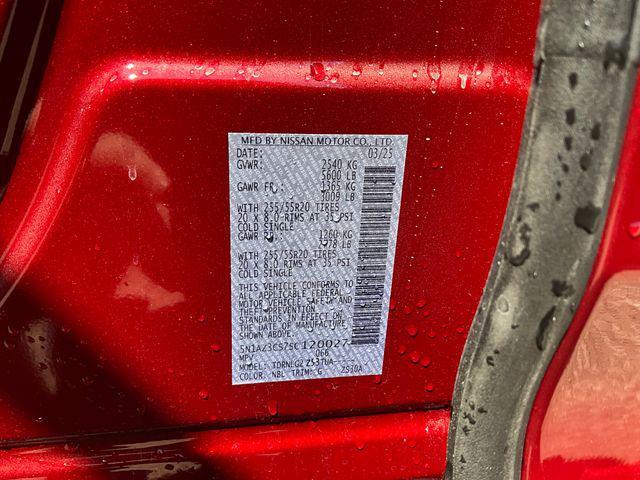 MFD BY NISSAN MOTOR CO., LTD.
DATE: 03/25
GVWR: 2540 KG
5600 LB
GAWR FR: 1365 KG
3009 LB
WITH 255/55R20 TIRES
20 X 8.0 RIMS AT 35 PSI
COLD SINGLE
GAWR RR: 1260 KG
2778 LB
WITH 255/55R20 TIRES
20 X 8.0 RIMS AT 35 PSI
COLD SINGLE
THIS VEHICLE CONFORMS TO
ALL APPLICABLE FEDERAL
MOTOR VEHICLE SAFETY AND
THEFT PREVENTION
STANDARDS IN EFFECT ON
THE DATE OF MANUFACTURE
SHOWN ABOVE.
5N1AZ3CS7SC120027
MPV 066
MODEL:
COLOR: NBL TRIM: G